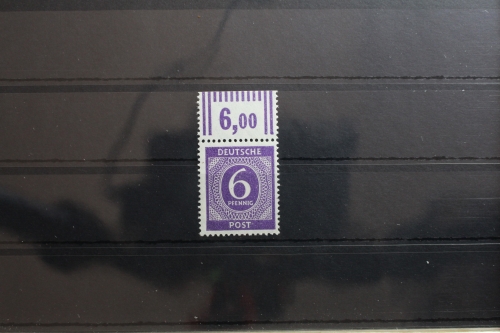 6,00
DEUTSCHE
6
PFENNIG
POST